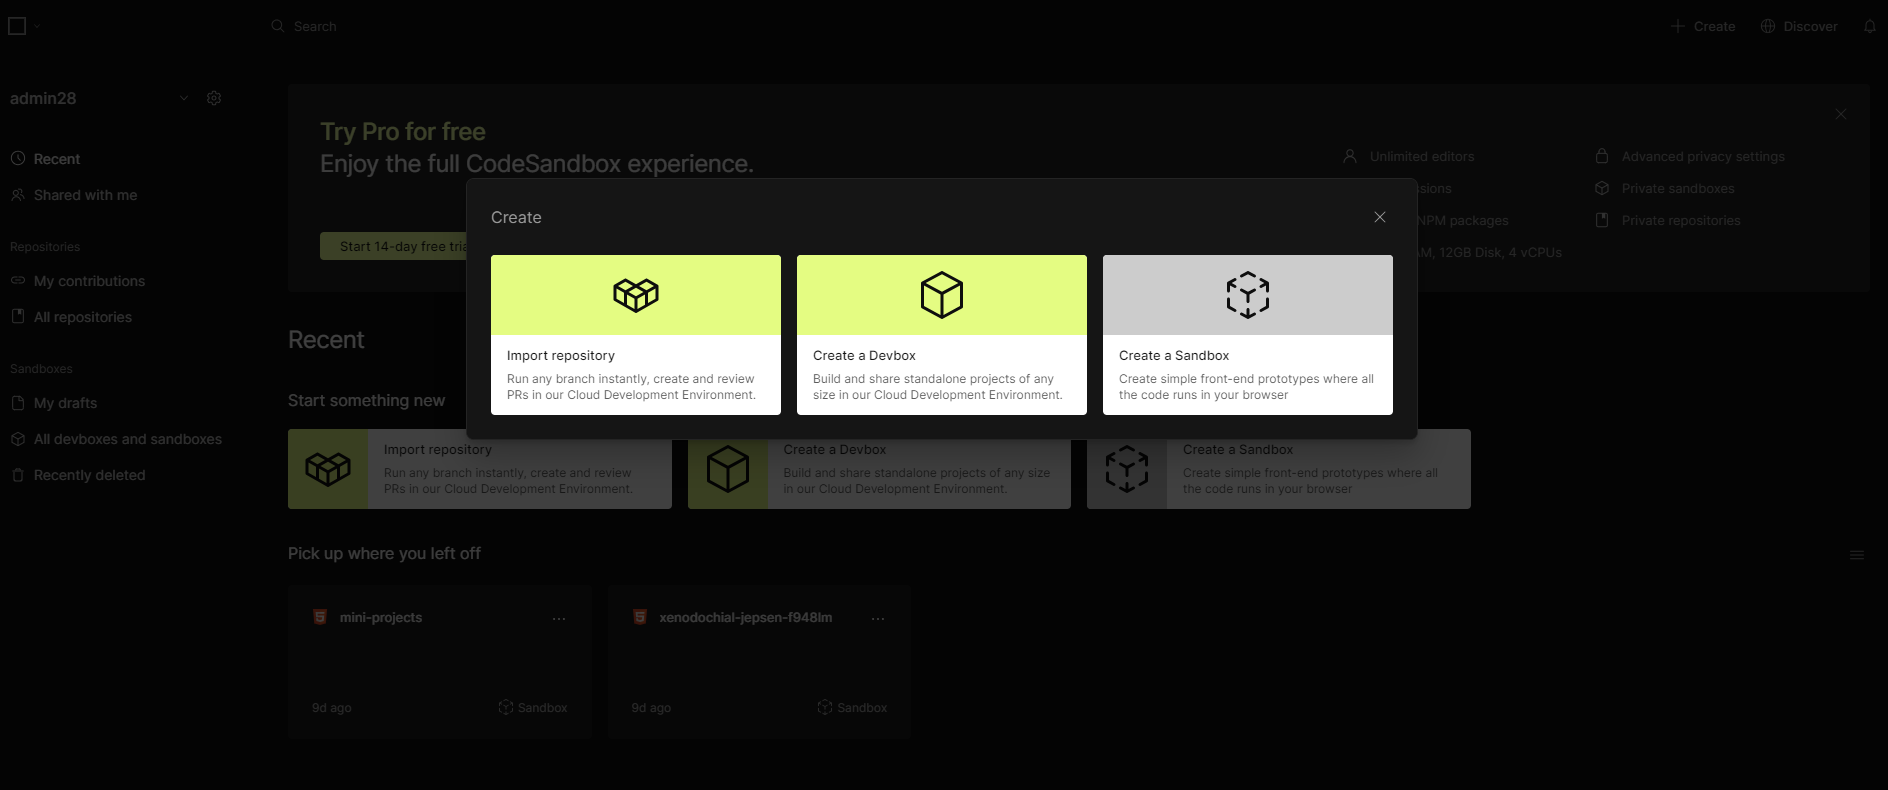 Search
Create
Discover
admin28
Recent
Shared with me
Repositories
My contributions
All repositories
Sandboxes
My drafts
All devboxes and sandboxes
Recently deleted
Try Pro for free
Enjoy the full CodeSandbox experience.
Start 14-day free
Unlimited editors
NPM packages
12GB Disk, 4 vCPUs
Advanced privacy settings
Private sandboxes
Private repositories
Create
Import repository
Run any branch instantly, create and review
PRs in our Cloud Development Environment.
Create a Devbox
Build and share standalone projects of any
size in our Cloud Development Environment.
Create a Sandbox
Create simple front-end prototypes where all
the code runs in your browser
Recent
Start something new
Import repository
Run any branch instantly, create and review
PRs in our Cloud Development Environment.
Create a Devbox
Build and share standalone projects of any size
in our Cloud Development Environment.
Create a Sandbox
Create simple front-end prototypes where all
the code runs in your browser
Pick up where you left off
mini-projects
9d ago
Sandbox
xenodochial-jepsen-f948lm
9d ago
Sandbox